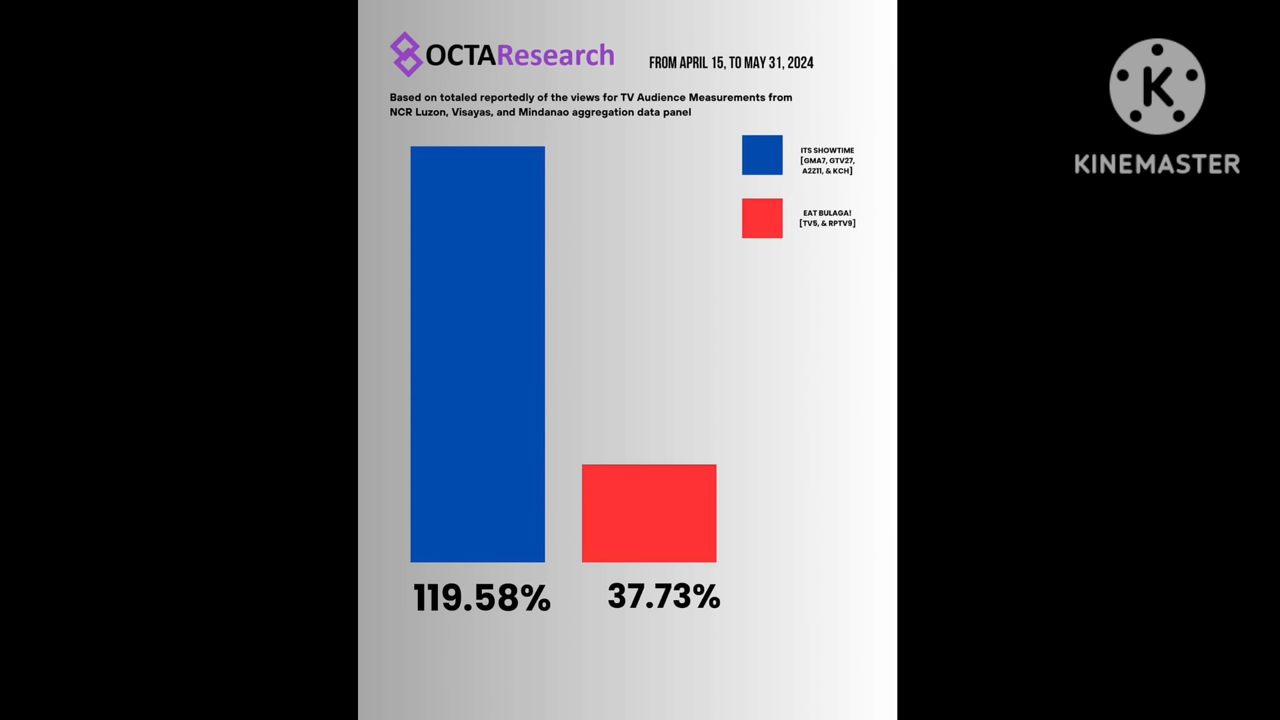 OCTAResearch
FROM APRIL 15, TO MAY 31, 2024
Based on totaled reportedly of the views for TV Audience Measurements from
NCR Luzon, Visayas, and Mindanao aggregation data panel
ITS SHOWTIME
[GMA7, GTV27,
A2Z11, & KCH]
EAT BULAGA!
[TV5, & RPTV9]
119.58%
37.73%
K
KINEMASTER